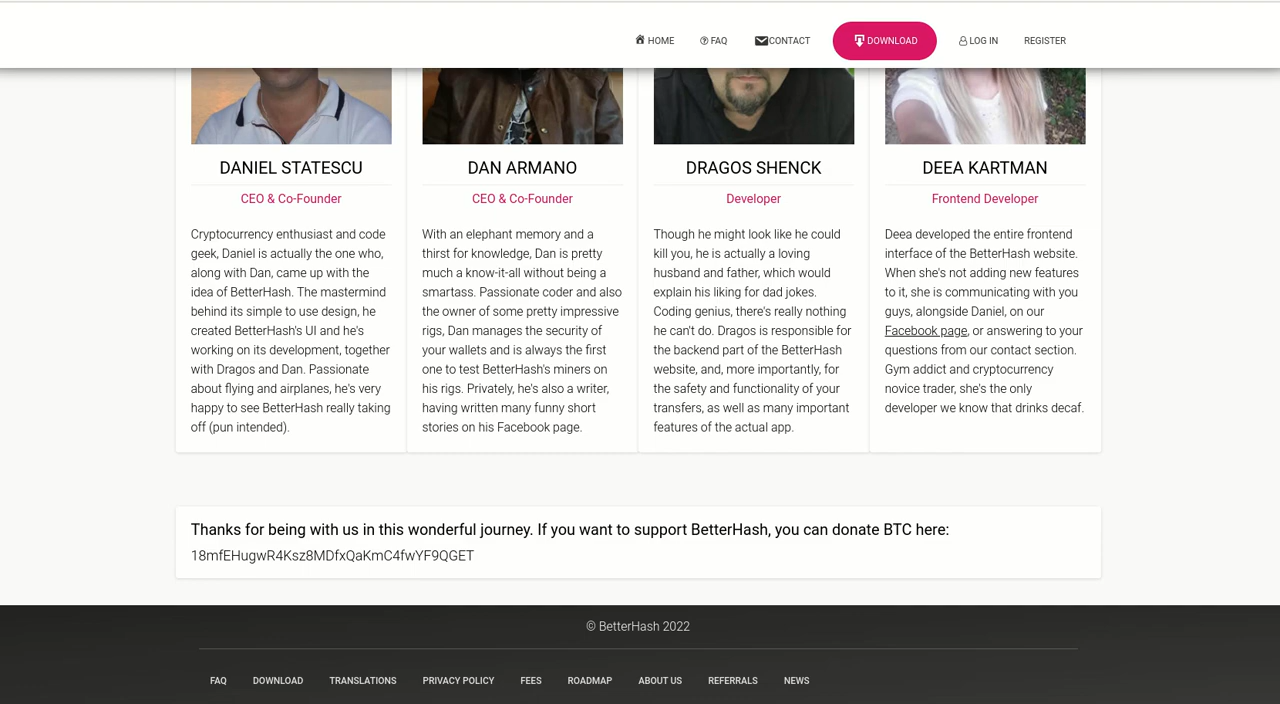 HOME FAQ CONTACT DOWNLOAD LOG IN REGISTER
DANIEL STATESCU
CEO & Co-Founder
Cryptocurrency enthusiast and code
geek, Daniel is actually the one who,
along with Dan, came up with the
idea of BetterHash. The mastermind
behind its simple to use design, he
created BetterHash's UI and he's
working on its development, together
with Dragos and Dan. Passionate
about flying and airplanes, he's very
happy to see BetterHash really taking
off (pun intended).
DAN ARMANO
CEO & Co-Founder
With an elephant memory and a
thirst for knowledge, Dan is pretty
much a know-it-all without being a
smartass. Passionate coder and also
the owner of some pretty impressive
rigs, Dan manages the security of
your wallets and is always the first
one to test BetterHash's miners on
his rigs. Privately, he's also a writer,
having written many funny short
stories on his Facebook page.
DRAGOS SHENCK
Developer
Though he might look like he could
kill you, he is actually a loving
husband and father, which would
explain his liking for dad jokes.
Coding genius, there's really nothing
he can't do. Dragos is responsible for
the backend part of the BetterHash
website, and, more importantly, for
the safety and functionality of your
transfers, as well as many important
features of the actual app.
DEEA KARTMAN
Frontend Developer
Deea developed the entire frontend
interface of the BetterHash website.
When she's not adding new features
to it, she is communicating with you
guys, alongside Daniel, on our
Facebook page, or answering to your
questions from our contact section.
Gym addict and cryptocurrency
novice trader, she's the only
developer we know that drinks decaf.
Thanks for being with us in this wonderful journey. If you want to support BetterHash, you can donate BTC here:
18mfEHugwR4Ksz8MDfxQaKmC4fwYF9QGET
© BetterHash 2022
FAQ DOWNLOAD TRANSLATIONS PRIVACY POLICY FEES ROADMAP ABOUT US REFERRALS NEWS